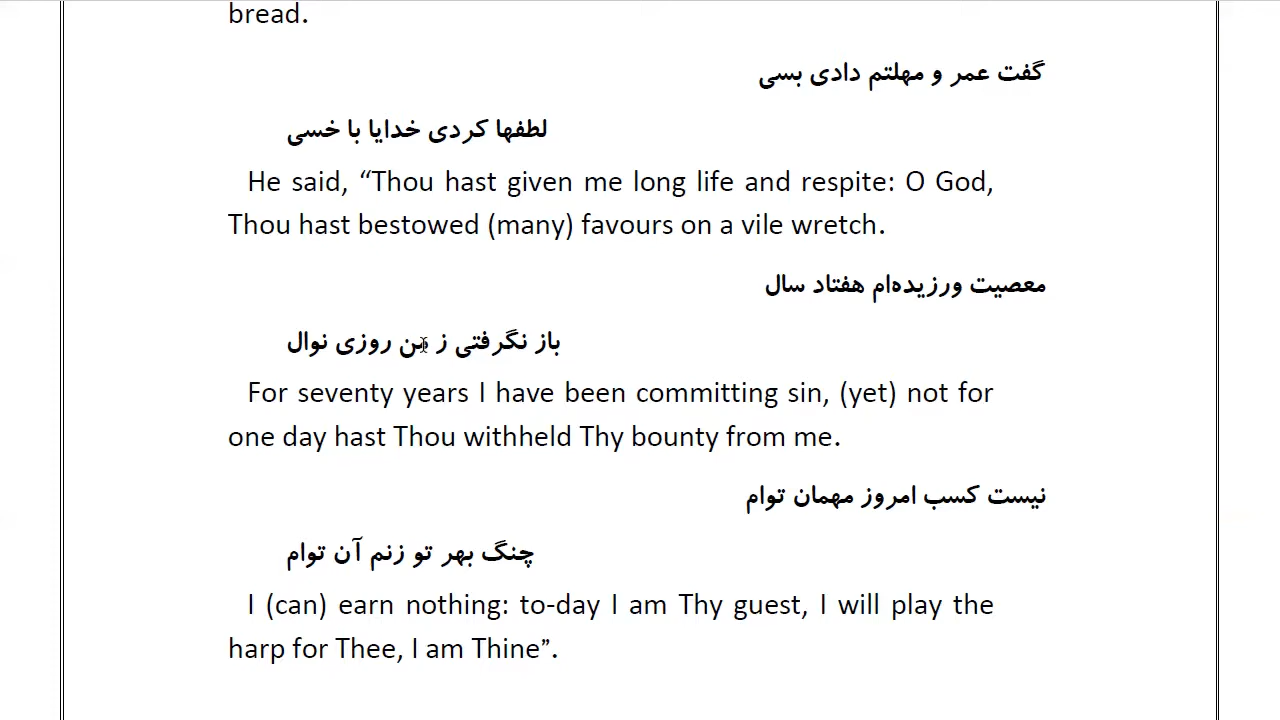 bread.
گفت عمر و مهلتم دادی بسی
لطفها کردی خدایا با خسی
He said, “Thou hast given me long life and respite: O God,
Thou hast bestowed (many) favours on a vile wretch.
معصیت ورزیده‌ام هفتاد سال
باز نگرفتی ز من روزی نوال
For seventy years I have been committing sin, (yet) not for
one day hast Thou withheld Thy bounty from me.
نیست کسب امروز مهمان توام
چنگ بهر تو زنم آن توام
I (can) earn nothing: to-day I am Thy guest, I will play the
harp for Thee, I am Thine”.